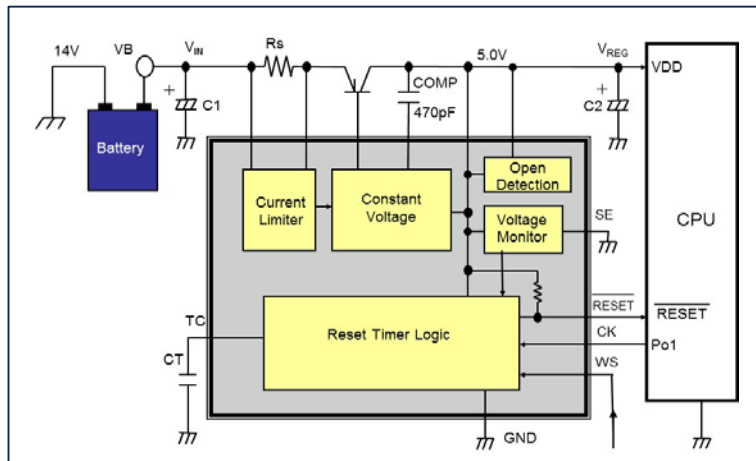 14V
VB
VIN
Rs
5.0V
VREG
+
C1
COMP
470pF
+
C2
VDD
Battery
Current
Limiter
Constant
Voltage
Open
Detection
Voltage
Monitor
SE
CPU
TC
CT
Reset Timer Logic
RESET
RESET
CK
Po1
WS
GND